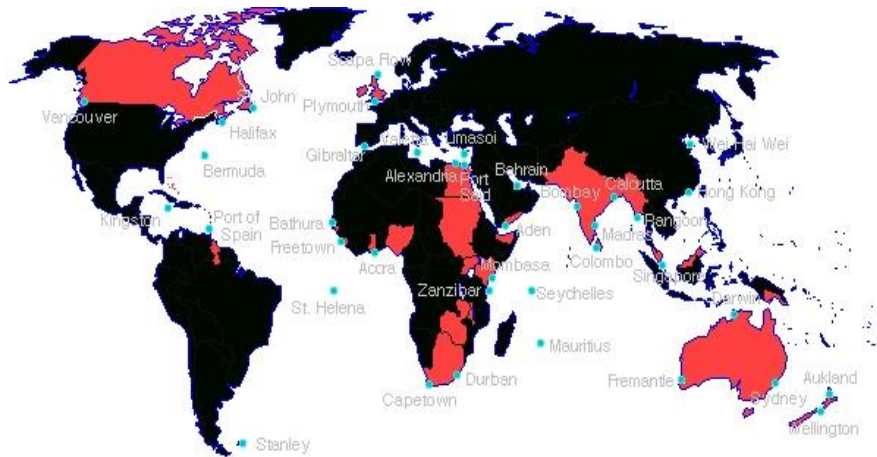 Scapa Flow
St. John
Plymouth
Vancouver
Halifax
Valetta
Limasol
Wei Hai Wei
Gibraltar
Bermuda
Alexandria
Port
Said
Bahrain
Bombay
Calcutta
Hong Kong
Kingston
Port of
Spain
Bathura
Aden
Rangoon
Madras
Freetown
Colombo
Accra
Mombasa
Singapore
Zanzibar
Seychelles
St. Helena
Darwin
Mauritius
Durban
Fremantle
Aukland
Capetown
Sydney
Wellington
Stanley